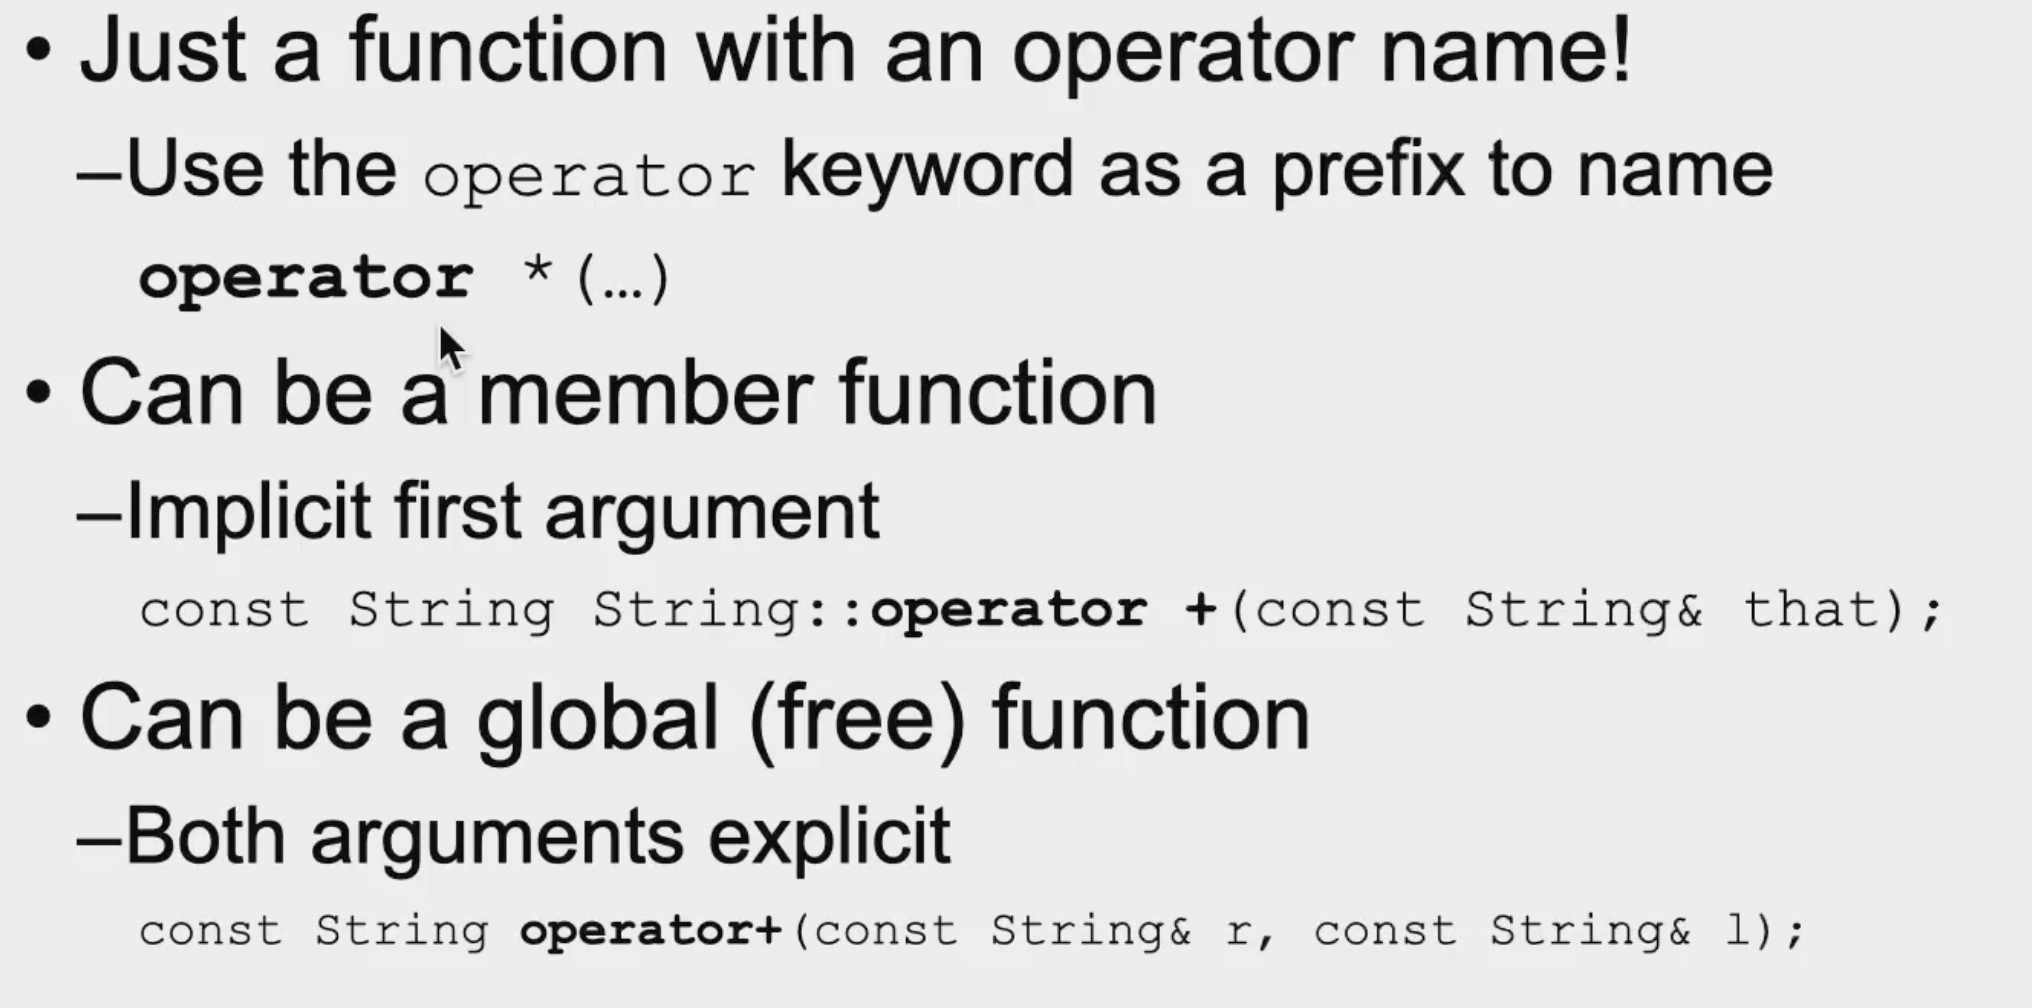 • Just a function with an operator name!
–Use the operator keyword as a prefix to name
operator *(…)
• Can be a member function
–Implicit first argument
const String String::operator +(const String& that);
• Can be a global (free) function
–Both arguments explicit
const String operator+(const String& r, const String& l);